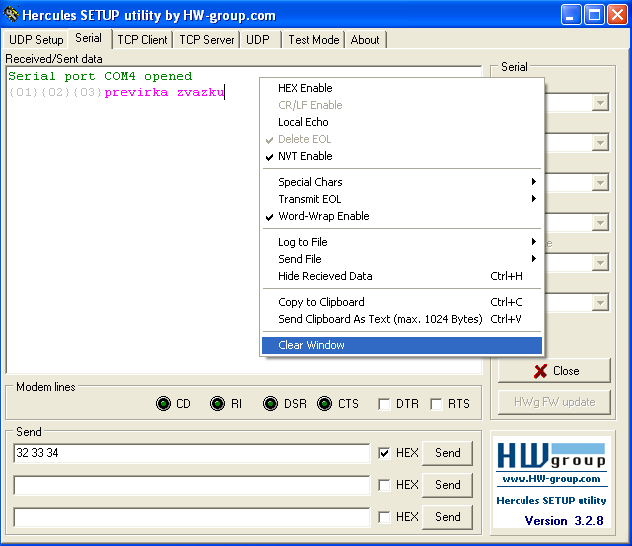 Hercules SETUP utility by HW-group.com
UDP Setup Serial TCP Client TCP Server UDP Test Mode About
Received/Sent data
Serial port COM4 opened
{01}{02}{03}previrka zvazku
Serial
HEX Enable
CR/LF Enable
Local Echo
Delete EOL
NVT Enable
Special Chars
Transmit EOL
Word-Wrap Enable
Log to File
Send File
Hide Recieved Data Ctrl+H
Copy to Clipboard Ctrl+C
Send Clipboard As Text (max. 1024 Bytes) Ctrl+V
Clear Window
Close
HWg FW update
Modem lines
CD RI DSR CTS DTR RTS
Send
32 33 34 HEX Send
HEX Send
HEX Send
HW group
www.HW-group.com
Hercules SETUP utility
Version 3.2.8